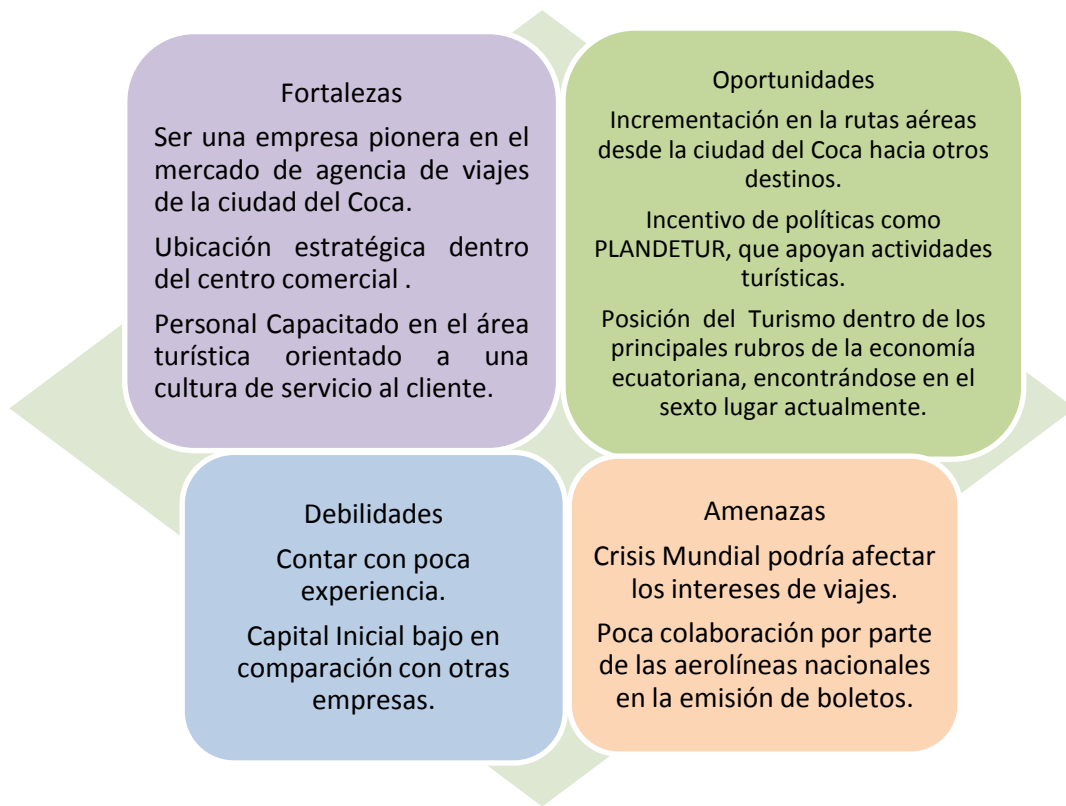 Fortalezas
Ser una empresa pionera en el
mercado de agencia de viajes
de la ciudad del Coca.
Ubicación estratégica dentro
del centro comercial .
Personal Capacitado en el área
turística orientado a una
cultura de servicio al cliente.
Oportunidades
Incrementación en la rutas aéreas
desde la ciudad del Coca hacia otros
destinos.
Incentivo de políticas como
PLANDETUR, que apoyan actividades
turísticas.
Posición del Turismo dentro de los
principales rubros de la economía
ecuatoriana, encontrándose en el
sexto lugar actualmente.
Debilidades
Contar con poca
experiencia.
Capital Inicial bajo en
comparación con otras
empresas.
Amenazas
Crisis Mundial podría afectar
los intereses de viajes.
Poca colaboración por parte
de las aerolíneas nacionales
en la emisión de boletos.